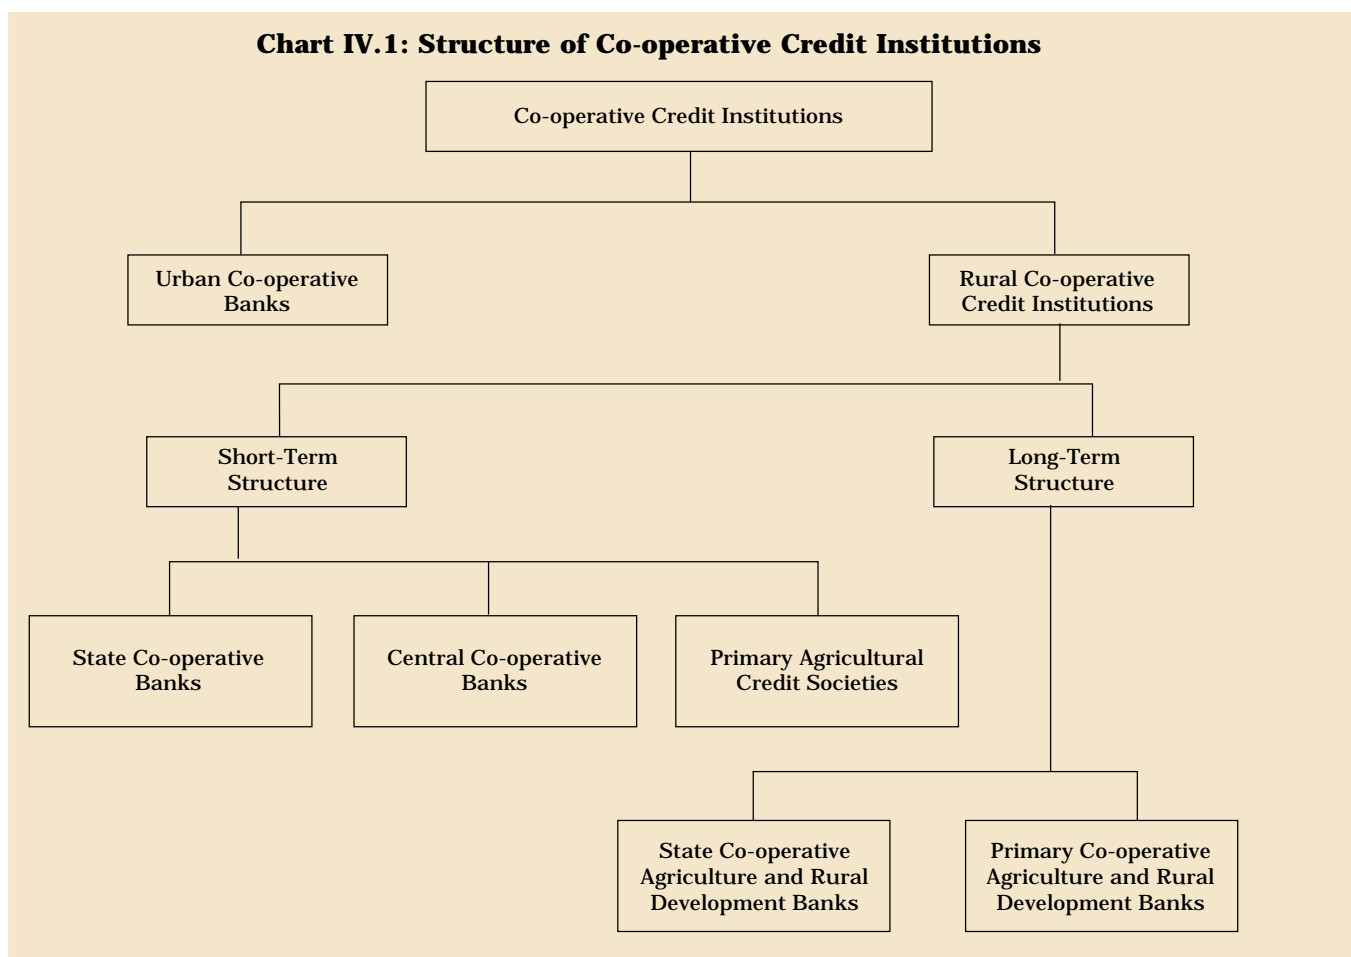 Chart IV.1: Structure of Co-operative Credit Institutions
Co-operative Credit Institutions
Urban Co-operative
Banks
Rural Co-operative
Credit Institutions
Short-Term
Structure
Long-Term
Structure
State Co-operative
Banks
Central Co-operative
Banks
Primary Agricultural
Credit Societies
State Co-operative
Agriculture and Rural
Development Banks
Primary Co-operative
Agriculture and Rural
Development Banks